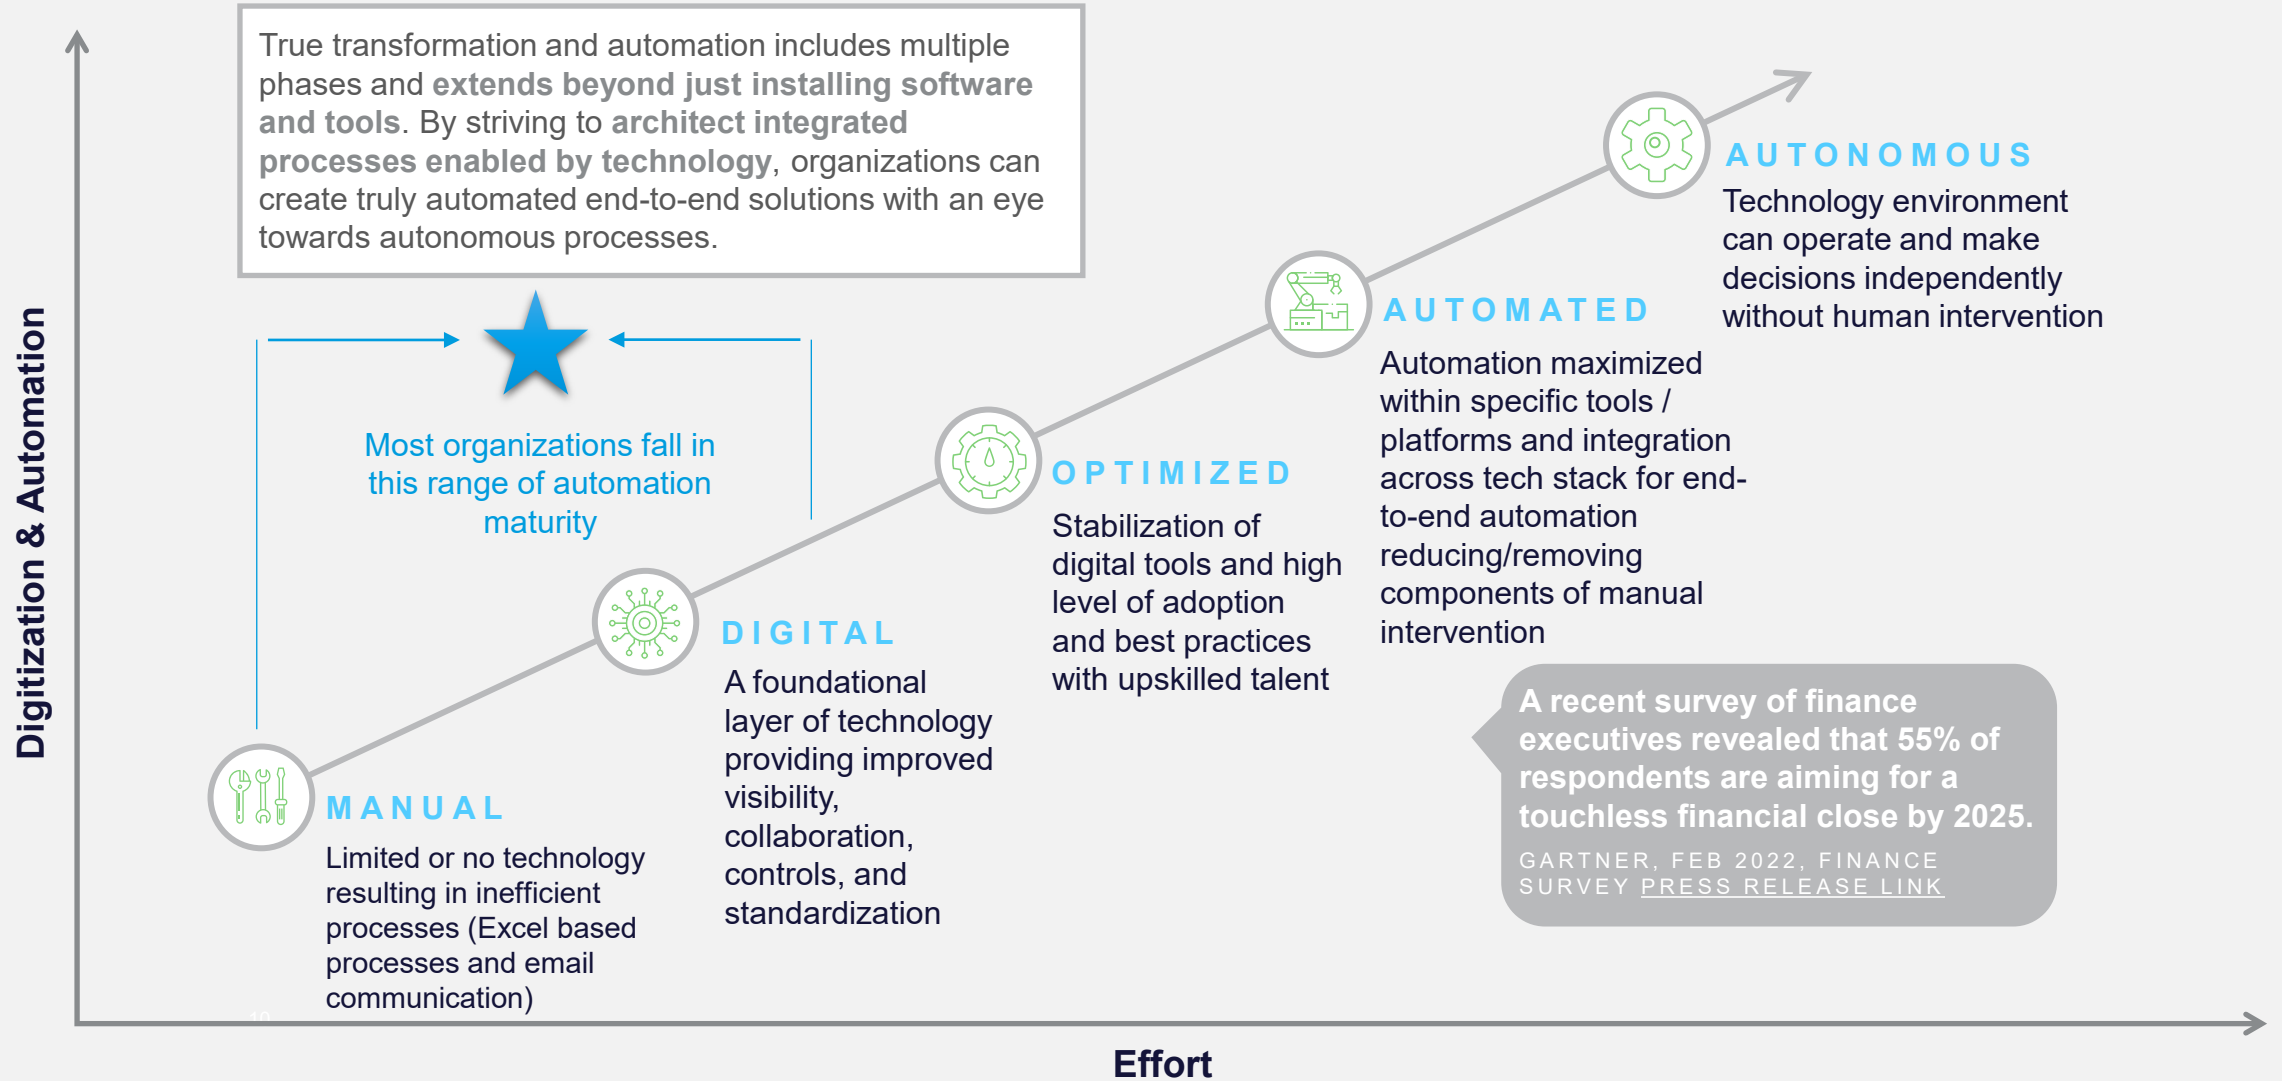 True transformation and automation includes multiple
phases and extends beyond just installing software
and tools. By striving to architect integrated
processes enabled by technology, organizations can
create truly automated end-to-end solutions with an eye
towards autonomous processes.
Most organizations fall in
this range of automation
maturity
Digitization & Automation
MANUAL
Limited or no technology
resulting in inefficient
processes (Excel based
processes and email
communication)
DIGITAL
A foundational
layer of technology
providing improved
visibility,
collaboration,
controls, and
standardization
OPTIMIZED
Stabilization of
digital tools and high
level of adoption
and best practices
with upskilled talent
AUTOMATED
Automation maximized
within specific tools /
platforms and integration
across tech stack for end-
to-end automation
reducing/removing
components of manual
intervention
AUTONOMOUS
Technology environment
can operate and make
decisions independently
without human intervention
A recent survey of finance
executives revealed that 55% of
respondents are aiming for a
touchless financial close by 2025.
GARTNER, FEB 2022, FINANCE
SURVEY PRESS RELEASE LINK
10
Effort